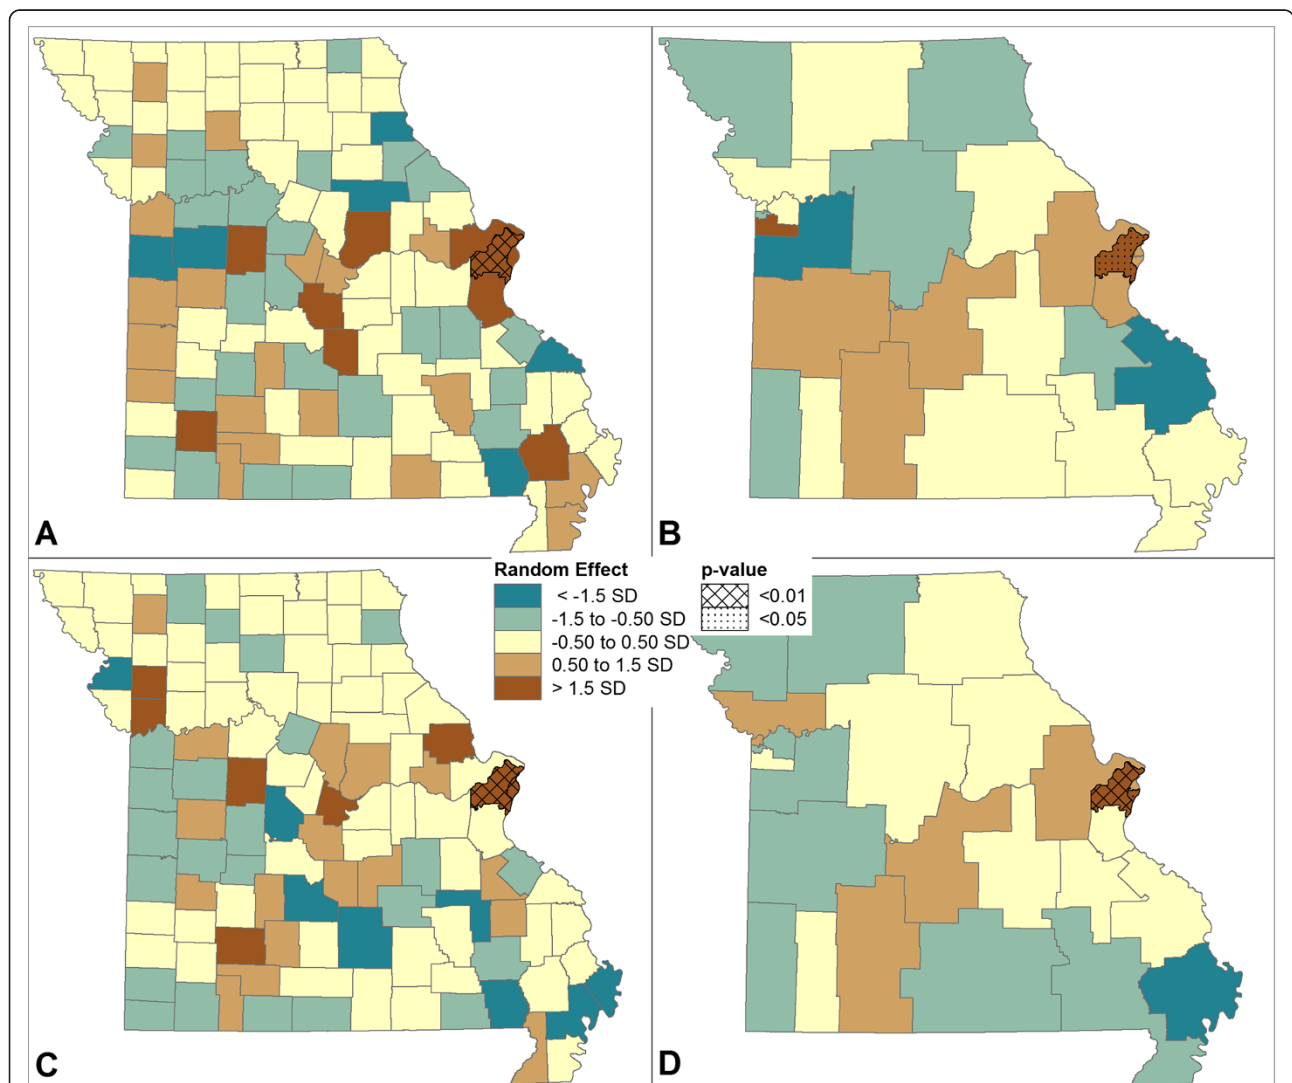 A
B
Random Effect
< -1.5 SD
-1.5 to -0.50 SD
-0.50 to 0.50 SD
0.50 to 1.5 SD
> 1.5 SD
p-value
<0.01
<0.05
C
D